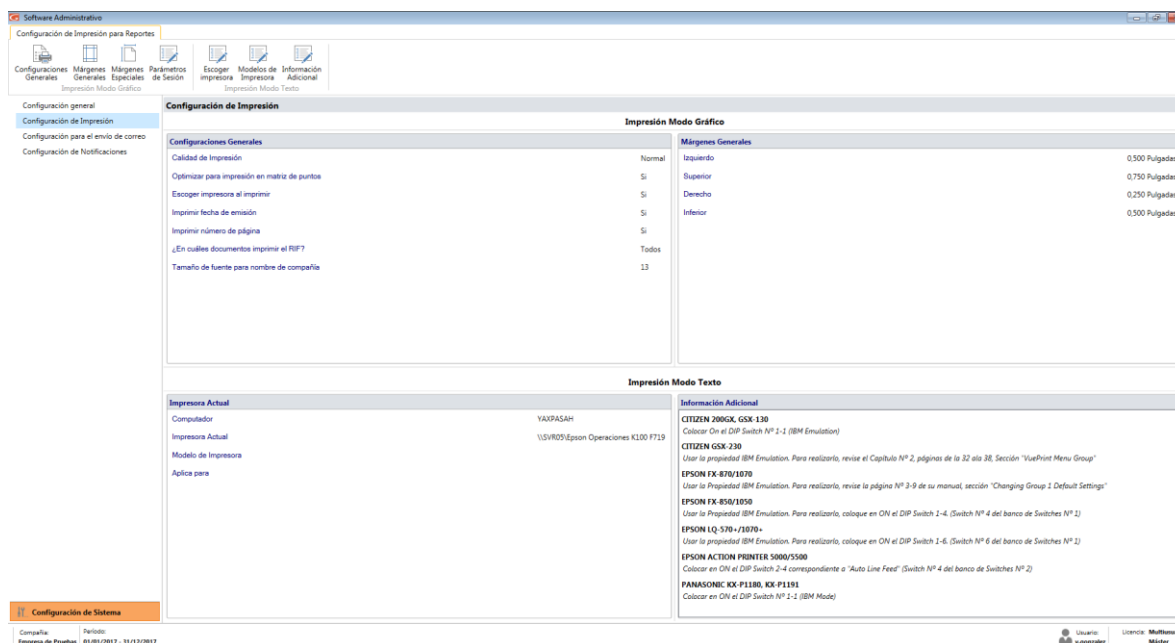 Software Administrativo
Configuración de Impresión para Reportes
Configuraciones Generales
Márgenes Generales
Márgenes Especiales
Parámetros de Sesión
Escoger impresora
Modelos de Impresora
Información Adicional
Impresión Modo Gráfico
Impresión Modo Texto
Configuración general
Configuración de Impresión
Configuración para el envío de correo
Configuración de Notificaciones
Configuración de Impresión
Impresión Modo Gráfico
Configuraciones Generales
Calidad de Impresión Normal
Optimizar para impresión en matriz de puntos Si
Escoger impresora al imprimir Si
Imprimir fecha de emisión Si
Imprimir número de página Si
¿En cuáles documentos imprimir el RIF? Todos
Tamaño de fuente para nombre de compañía 13
Márgenes Generales
Izquierdo 0,500 Pulgadas
Superior 0,750 Pulgadas
Derecho 0,250 Pulgadas
Inferior 0,500 Pulgadas
Impresión Modo Texto
Impresora Actual
Computador YAXPASAH
Impresora Actual \\SVR05\Epson Operaciones K100 F719
Modelo de Impresora
Aplica para
Información Adicional
CITIZEN 200GX, GSX-130
Colocar On el DIP Switch Nº 1-1 (IBM Emulation)
CITIZEN GSX-230
Usar la propiedad IBM Emulation. Para realizarlo, revise el Capítulo Nº 2, páginas de la 32 ala 38, Sección "VuePrint Menu Group"
EPSON FX-870/1070
Usar la Propiedad IBM Emulation. Para realizarlo, revise la página Nº 3-9 de su manual, sección "Changing Group 1 Default Settings"
EPSON FX-850/1050
Usar la Propiedad IBM Emulation. Para realizarlo, coloque en ON el DIP Switch 1-4. (Switch Nº 4 del banco de Switches Nº 1)
EPSON LQ-570+/1070+
Usar la propiedad IBM Emulation. Para realizarlo, coloque en ON el DIP Switch 1-6. (Switch Nº 6 del banco de Switches Nº 1)
EPSON ACTION PRINTER 5000/5500
Colocar en ON el DIP Switch 2-4 correspondiente a "Auto Line Feed" (Switch Nº 4 del banco de Switches Nº 2)
PANASONIC KX-P1180, KX-P1191
Colocar en ON el DIP Switch Nº 1-1 (IBM Mode)
Configuración de Sistema
Compañía: Período: Usuario: Licencia: Multiusu
Empresa de Pruebas 01/01/2017 - 31/12/2017 y.gonzalez Máster